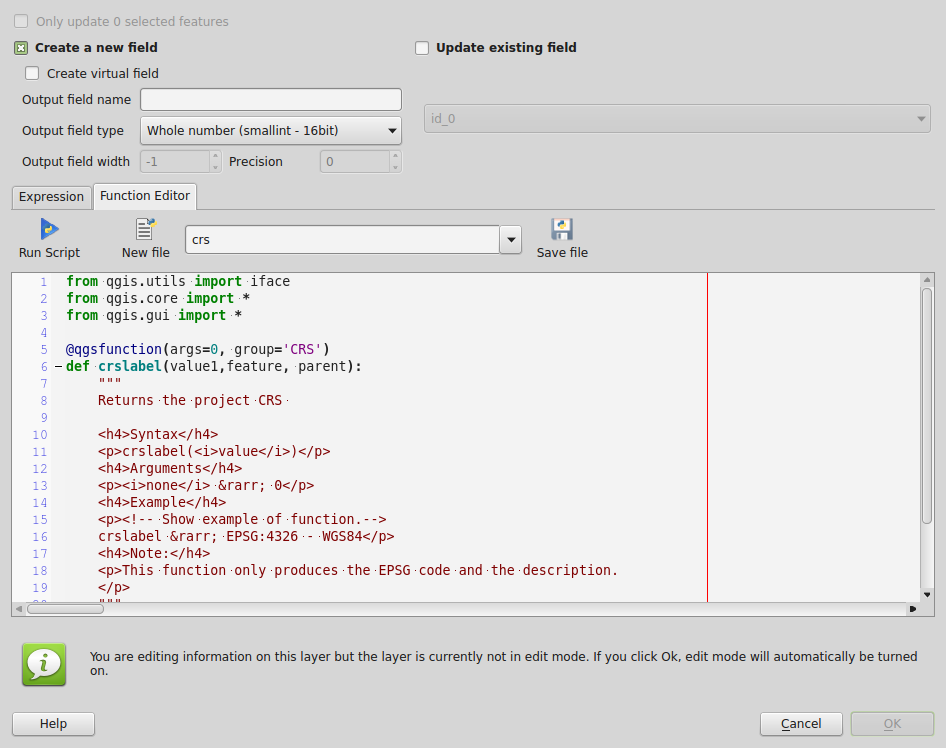 Only update 0 selected features
Create a new field
Update existing field
Create virtual field
Output field name
Output field type Whole number (smallint - 16bit)
id_0
Output field width -1 Precision 0
Expression Function Editor
Run Script New file crs Save file
1 from qgis.utils import iface
2 from qgis.core import *
3 from qgis.gui import *
4
5 @qgsfunction(args=0, group='CRS')
6 def crslabel(value1,feature, parent):
7 """
8 Returns the project CRS
9
10 <h4>Syntax</h4>
11 <p>crslabel(<i>value</i>)</p>
12 <h4>Arguments</h4>
13 <p><i>none</i> &rarr; 0</p>
14 <h4>Example</h4>
15 <p><!-- Show example of function.-->
16 crslabel &rarr; EPSG:4326 - WGS84</p>
17 <h4>Note:</h4>
18 <p>This function only produces the EPSG code and the description.
19 </p>
"""
You are editing information on this layer but the layer is currently not in edit mode. If you click Ok, edit mode will automatically be turned
on.
Help Cancel OK